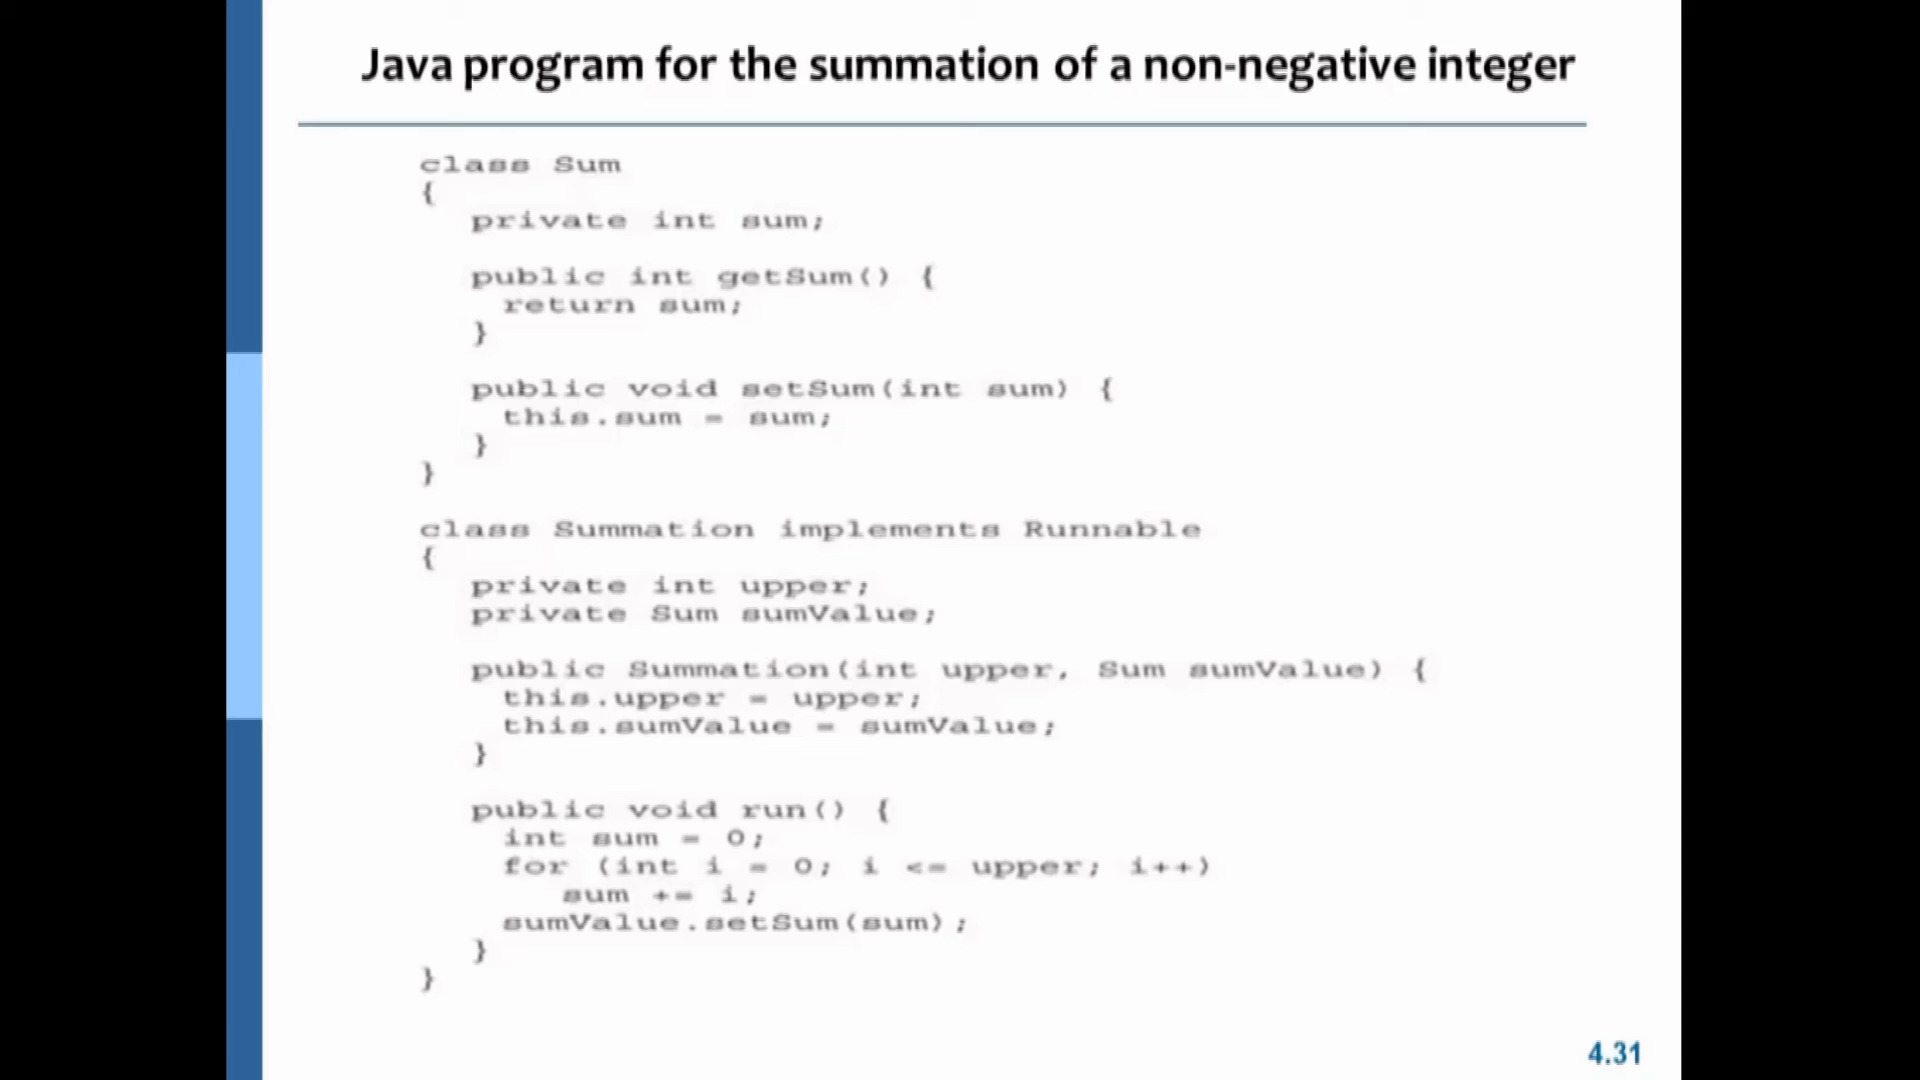 Java program for the summation of a non-negative integer
class Sum
{
private int sum;
public int getSum() {
return sum;
}
public void setSum(int sum) {
this.sum = sum;
}
}
class Summation implements Runnable
{
private int upper;
private Sum sumValue;
public Summation(int upper, Sum sumValue) {
this.upper = upper;
this.sumValue = sumValue;
}
public void run() {
int sum = 0;
for (int i = 0; i <= upper; i++)
sum += i;
sumValue.setSum(sum);
}
}
4.31